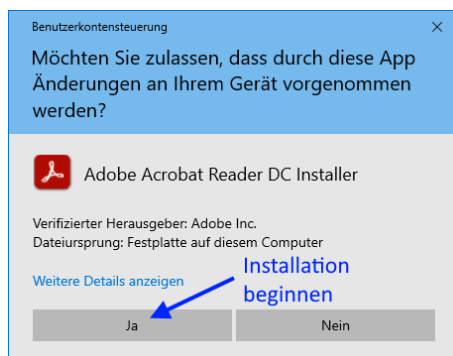 Benutzerkontensteuerung
Möchten Sie zulassen, dass durch diese App
Änderungen an Ihrem Gerät vorgenommen
werden?
Adobe Acrobat Reader DC Installer
Verifizierter Herausgeber: Adobe Inc.
Dateiursprung: Festplatte auf diesem Computer
Weitere Details anzeigen
Installation
beginnen
Ja
Nein